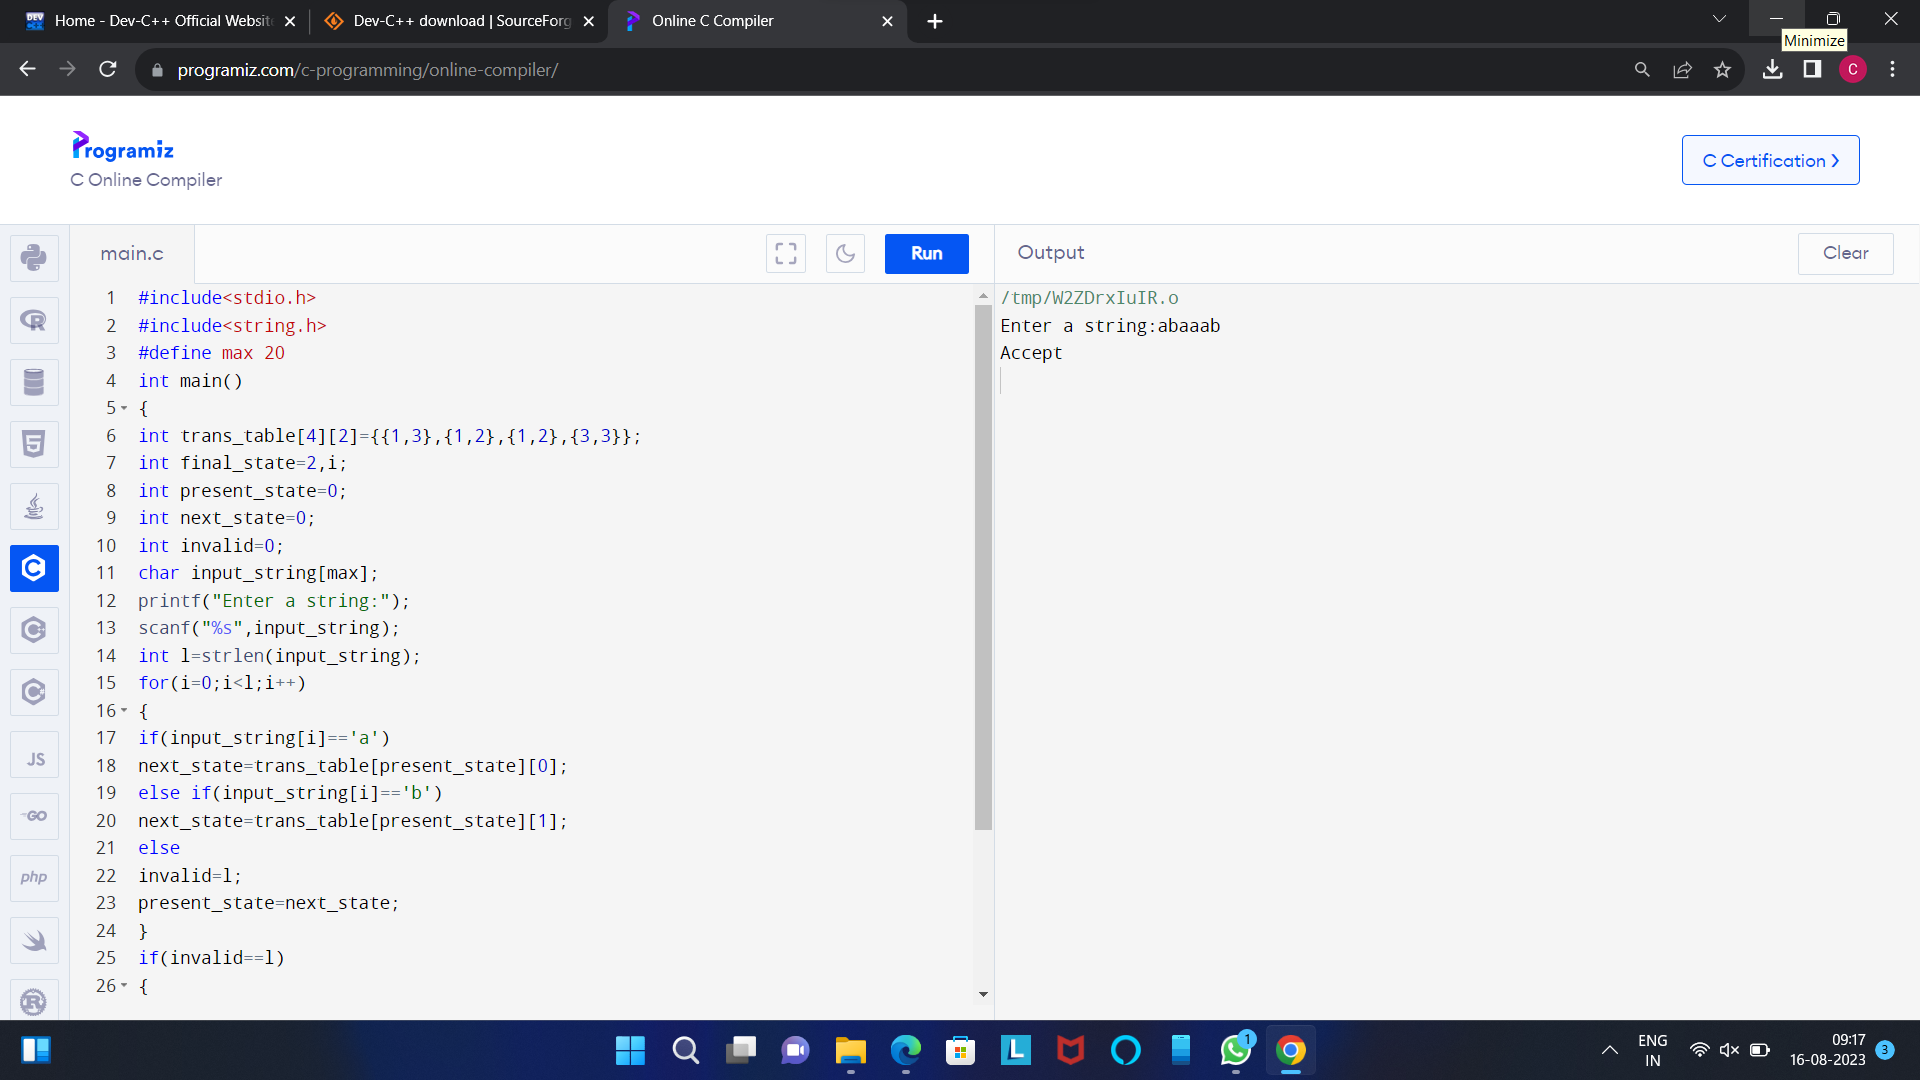 Home - Dev-C++ Official Website
Dev-C++ download | SourceForg
Online C Compiler
Minimize
programiz.com/c-programming/online-compiler/
C
Programiz
C Online Compiler
C Certification
main.c
Run
Output
Clear
1 #include<stdio.h>
2 #include<string.h>
3 #define max 20
4 int main()
5 {
6 int trans_table[4][2]={{1,3},{1,2},{1,2},{3,3}};
7 int final_state=2,i;
8 int present_state=0;
9 int next_state=0;
10 int invalid=0;
11 char input_string[max];
12 printf("Enter a string:");
13 scanf("%s",input_string);
14 int l=strlen(input_string);
15 for(i=0;i<l;i++)
16 {
17 if(input_string[i]=='a')
18 next_state=trans_table[present_state][0];
19 else if(input_string[i]=='b')
20 next_state=trans_table[present_state][1];
21 else
22 invalid=l;
23 present_state=next_state;
24 }
25 if(invalid==l)
26 {
/tmp/W2ZDrxIuIR.o
Enter a string:abaaab
Accept
JS
GO
php
1
ENG
IN
09:17
16-08-2023
3